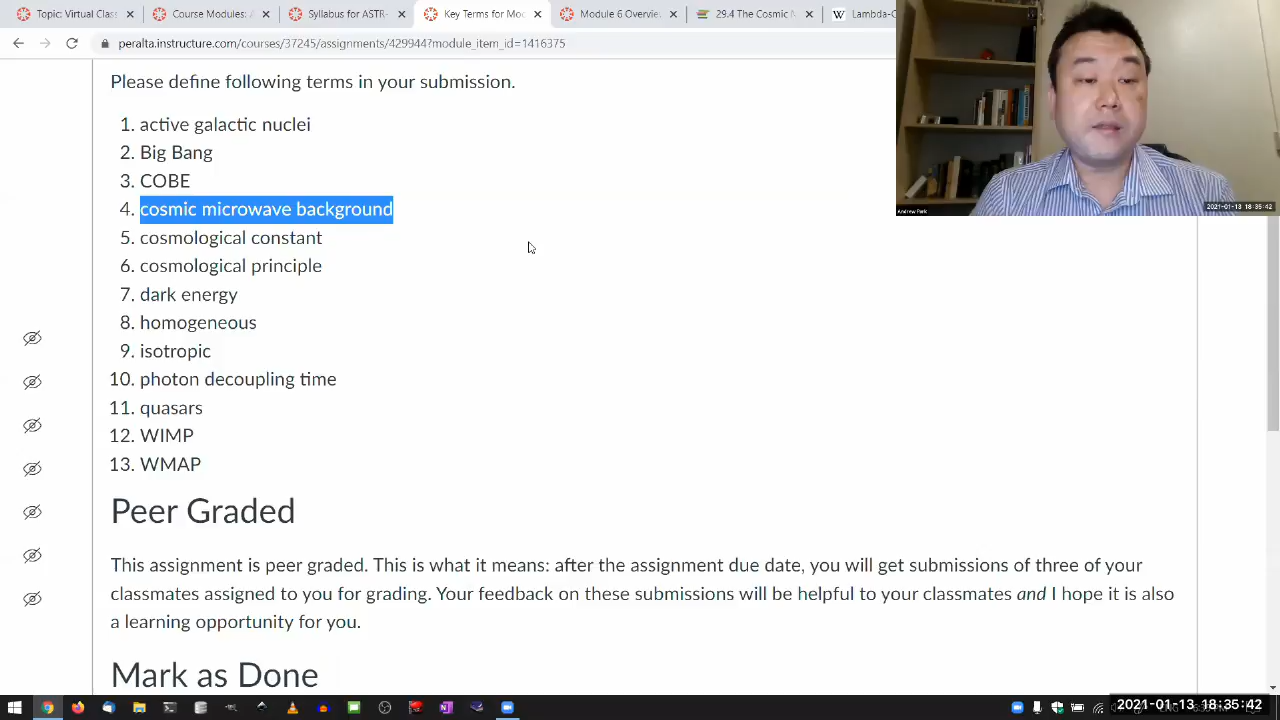 Topic: Virtual Class
Course Modules: A
Syllabus for ASTR
Key Terms for Moc
Module 6 Overvie
29.4 The Cosmic M
Lambda-C
peralta.instructure.com/courses/37245/assignments/429944?module_item_id=1416375
Please define following terms in your submission.
1. active galactic nuclei
2. Big Bang
3. COBE
4. cosmic microwave background
5. cosmological constant
6. cosmological principle
7. dark energy
8. homogeneous
9. isotropic
10. photon decoupling time
11. quasars
12. WIMP
13. WMAP
Peer Graded
This assignment is peer graded. This is what it means: after the assignment due date, you will get submissions of three of your
classmates assigned to you for grading. Your feedback on these submissions will be helpful to your classmates and I hope it is also
a learning opportunity for you.
Mark as Done
Andrew Park
2021-01-13 18:35:42
2021-01-13 18:35:42